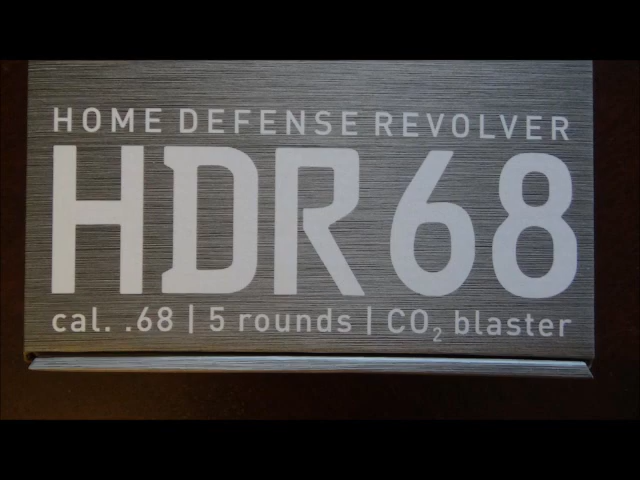 HOME DEFENSE REVOLVER
HDR 68
cal. .68 | 5 rounds | CO₂ blaster